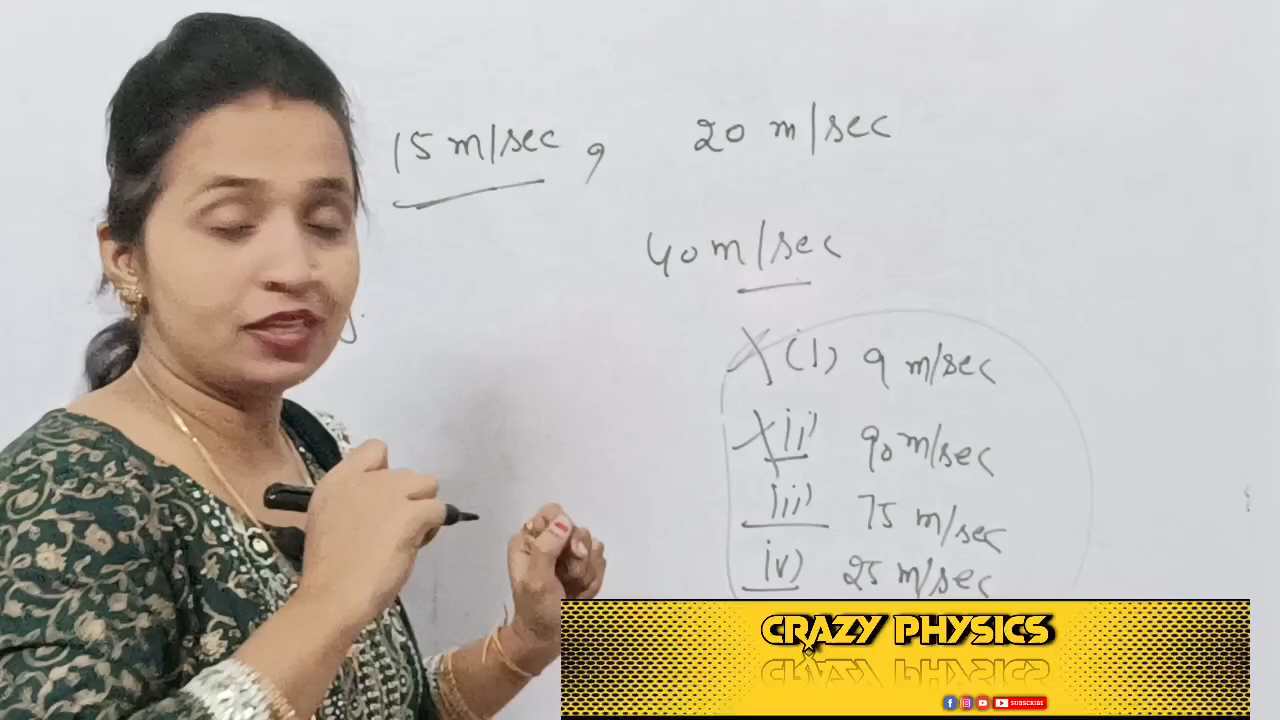 15 m/sec, 20 m/sec
40 m/sec
(i) 9 m/sec
ii) 90 m/sec
iii) 75 m/sec
iv) 25 m/sec
CRAZY PHYSICS
SUBSCRIBE